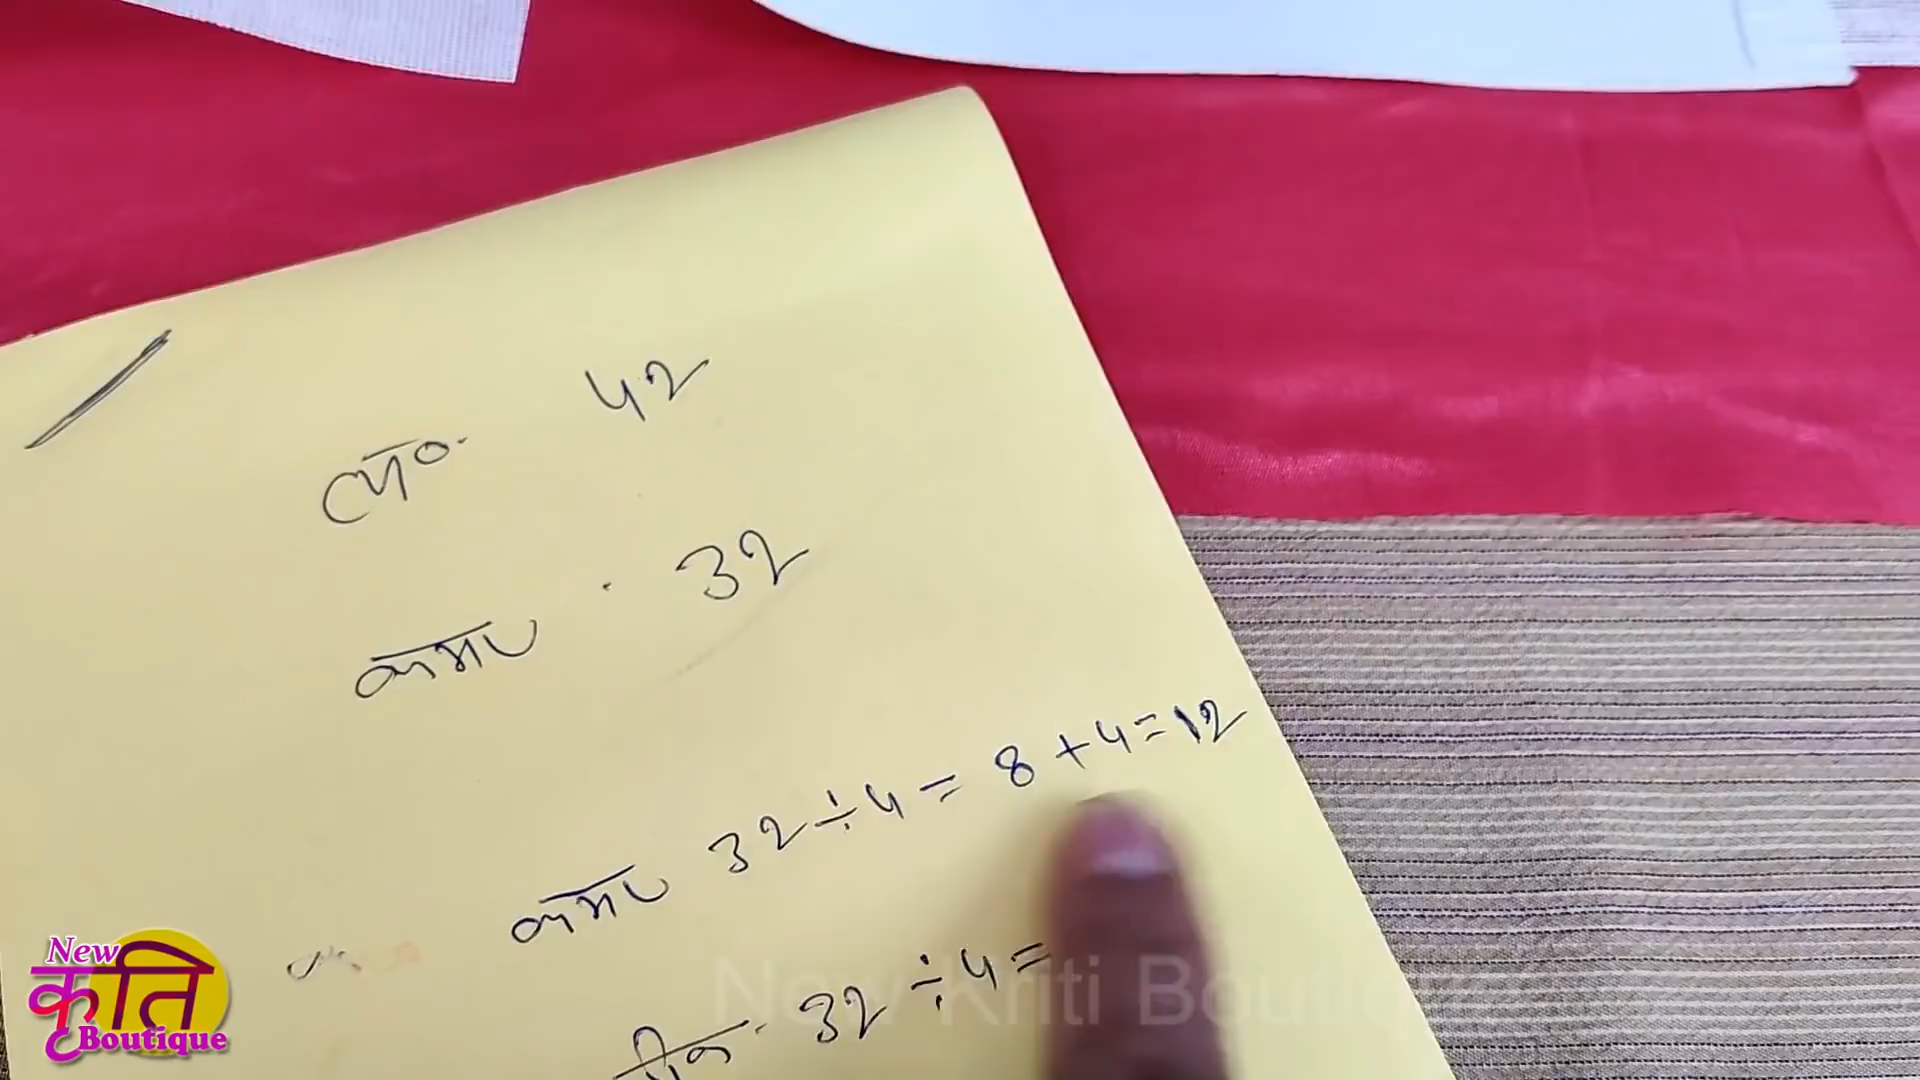 लं० 42
कमर 32
कमर 32÷4= 8+4=12
32÷4=
New
कृति
Boutique
New Kriti Boutique